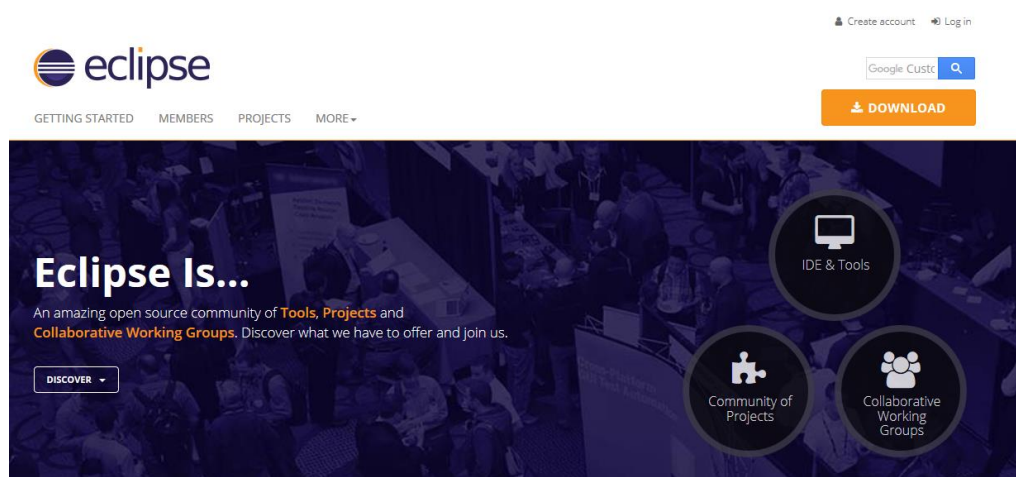 Create account Log in
eclipse
Google Custc
DOWNLOAD
GETTING STARTED MEMBERS PROJECTS MORE
IDE & Tools
Eclipse Is...
An amazing open source community of Tools, Projects and
Collaborative Working Groups. Discover what we have to offer and join us.
DISCOVER
Community of
Projects
Collaborative
Working
Groups